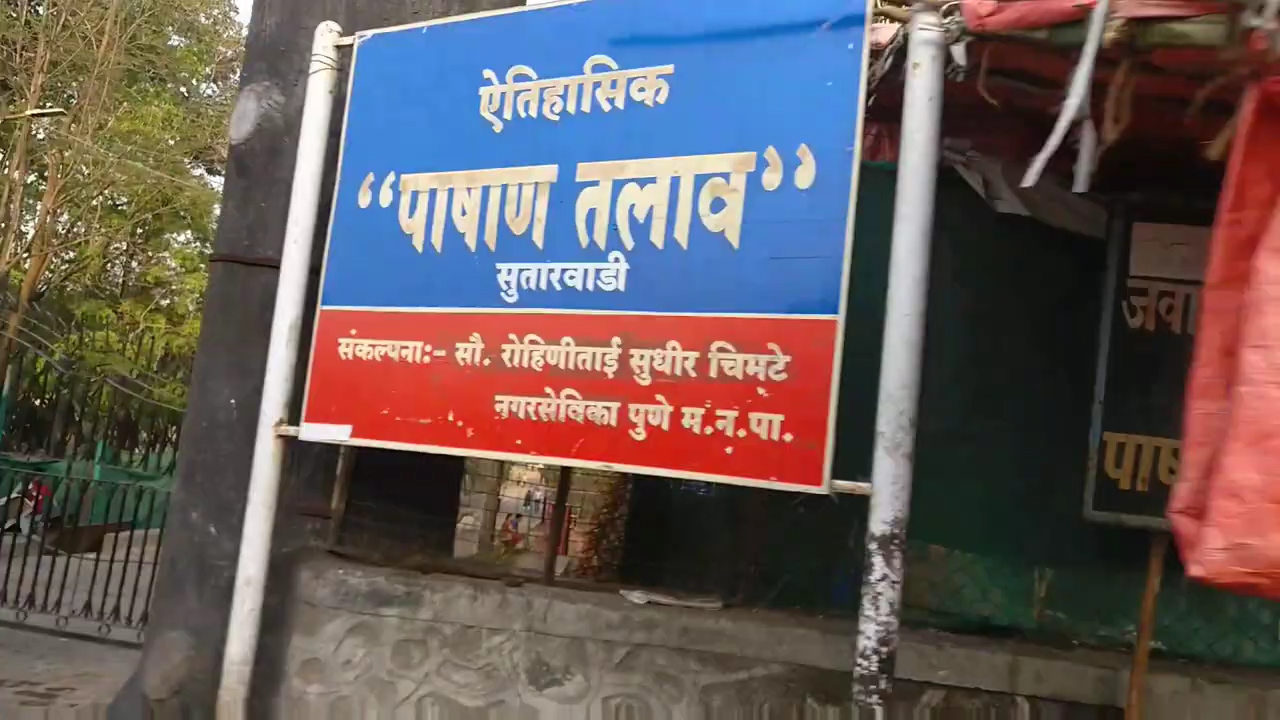 ऐतिहासिक
“पाषाण तलाव”
सुतारवाडी
संकल्पना:- सौ. रोहिणीताई सुधीर चिमटे
नगरसेविका पुणे म.न.पा.